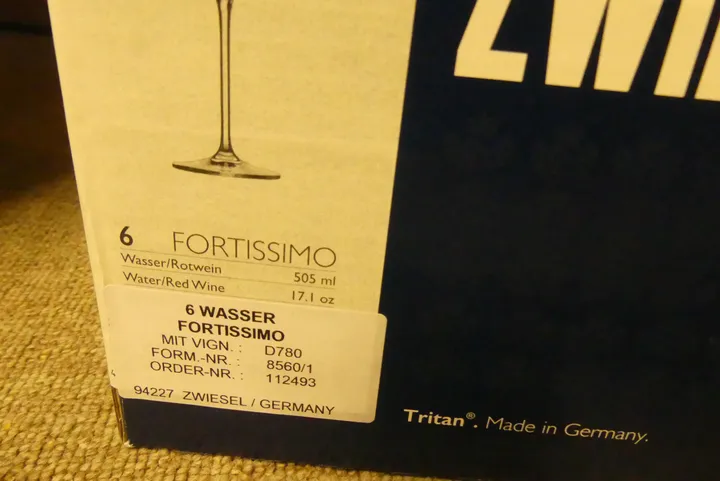 ZWI
6 FORTISSIMO
Wasser/Rotwein 505 ml
Water/Red Wine 17.1 oz
6 WASSER
FORTISSIMO
MIT VIGN. : D780
FORM.-NR. : 8560/1
ORDER-NR. : 112493
94227 ZWIESEL / GERMANY
Tritan®. Made in Germany.